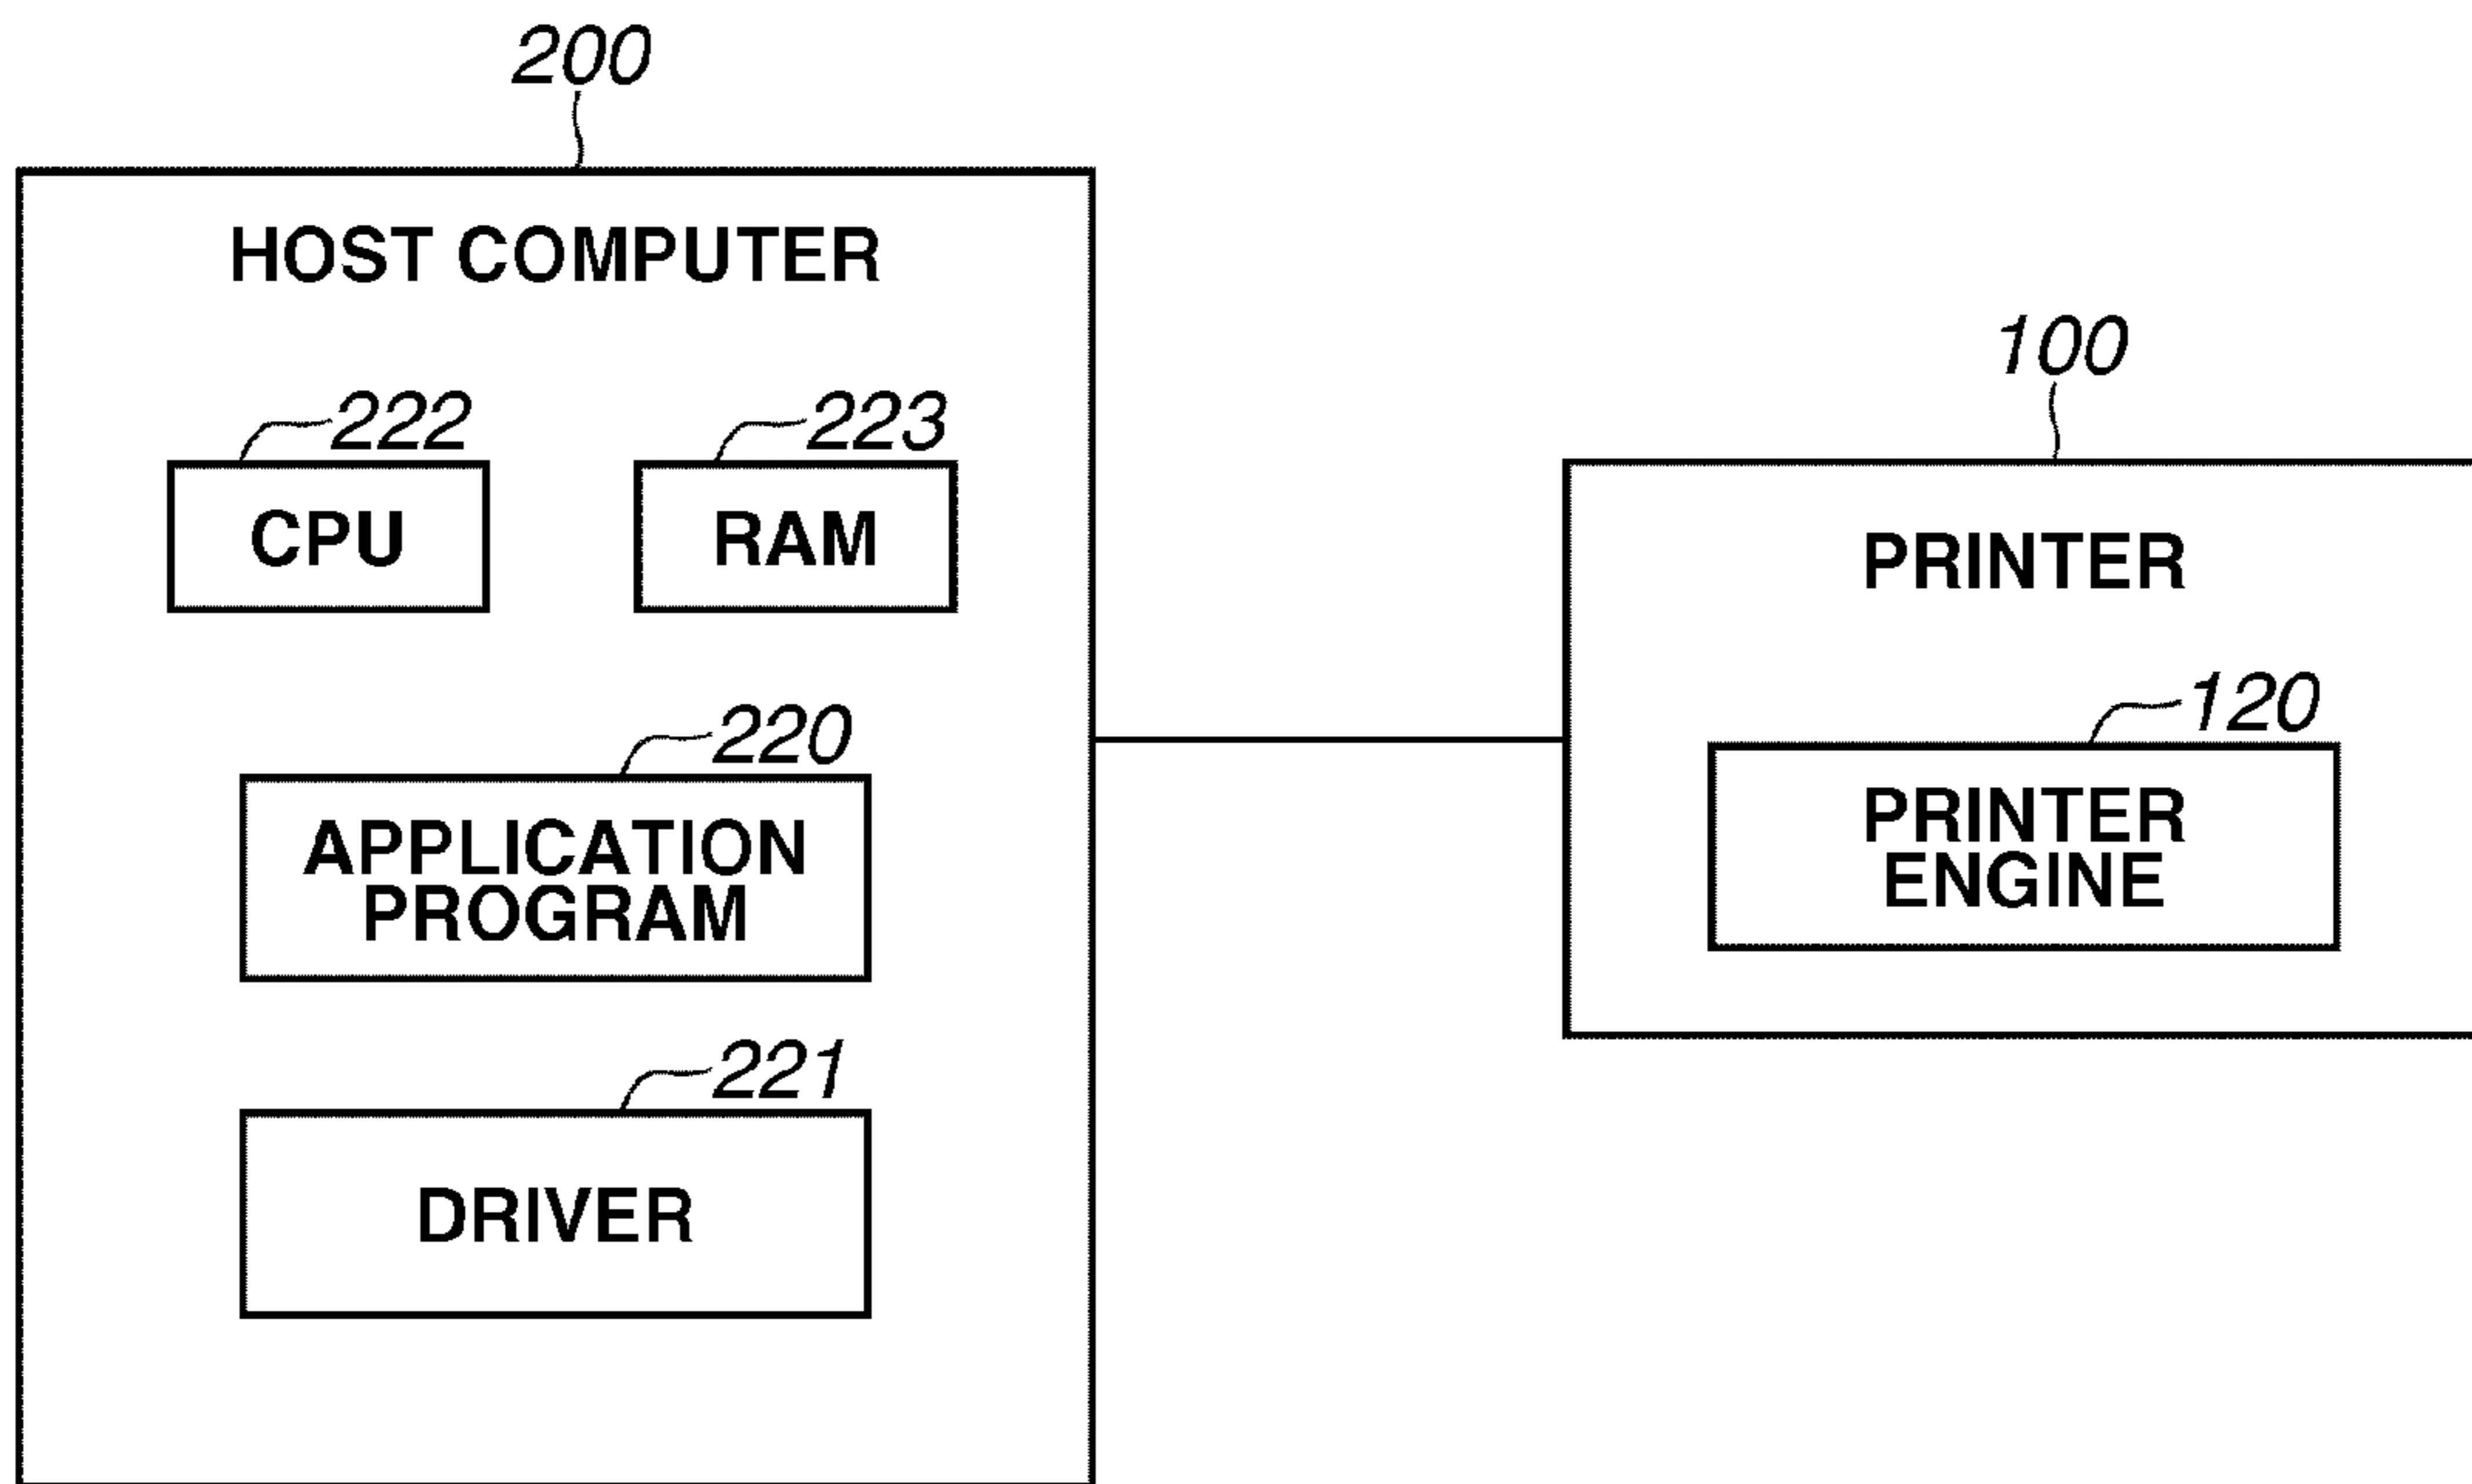 200
HOST COMPUTER
222
223
CPU
RAM
220
APPLICATION
PROGRAM
221
DRIVER
100
PRINTER
120
PRINTER
ENGINE